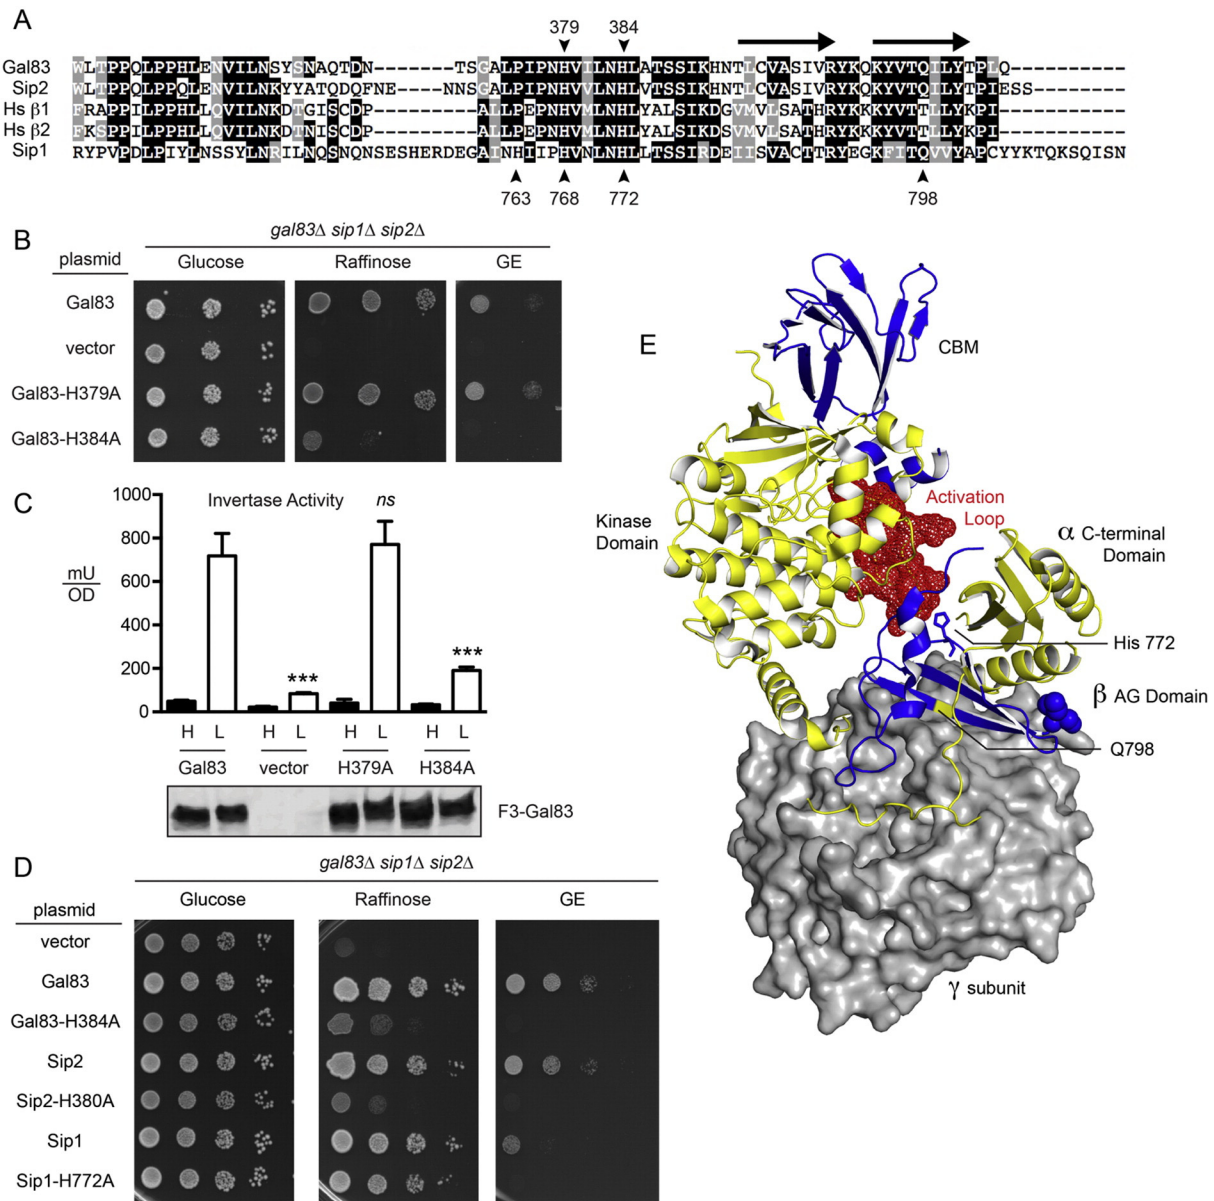 A
379 384
Gal83 WLTPPQLPPHLENVILNSYSNAQTDN--------TSGALPIPNHVVILNHLATSSIKHNTLCVASIVRYKQKYVTQILYTPLQ----------
Sip2 WLTPPQLPPQLENVILNKYYATQDQFNE----NNSGALPIPNHVVLNHLATSSIKHNTLCVASIVRYKQKYVTQILYTPIESS--------
Hs β1 FRAPPILPPHLLQVILNKDTGISCDP--------ALLPEPNHVMLNHLYALSIKDGVMVLSATHRYKKKYVTTLLYKPI-----------
Hs β2 FKSPPILPPHLLQVILNKDTNISCDP--------ALLPEPNHVMLNHLYALSIKDSVMVLSATHRYKKKYVTTLLYKPI-----------
Sip1 RYPVPDLPIYLNSSYLNRILNQSNQNSESHERDEGAINHIIPHVNLNHLLTSSIRDEIISVACTTRYEGKFITQVVYAPCYYKTQKSQISN
763 768 772 798
B
gal83Δ sip1Δ sip2Δ
plasmid Glucose Raffinose GE
Gal83
vector
Gal83-H379A
Gal83-H384A
C
Invertase Activity
mU
OD
1000
800
600
400
200
0
ns
***
***
H L H L H L H L
Gal83 vector H379A H384A
F3-Gal83
D
gal83Δ sip1Δ sip2Δ
plasmid Glucose Raffinose GE
vector
Gal83
Gal83-H384A
Sip2
Sip2-H380A
Sip1
Sip1-H772A
E
CBM
Activation
Loop
Kinase
Domain
α C-terminal
Domain
His 772
β AG Domain
Q798
γ subunit